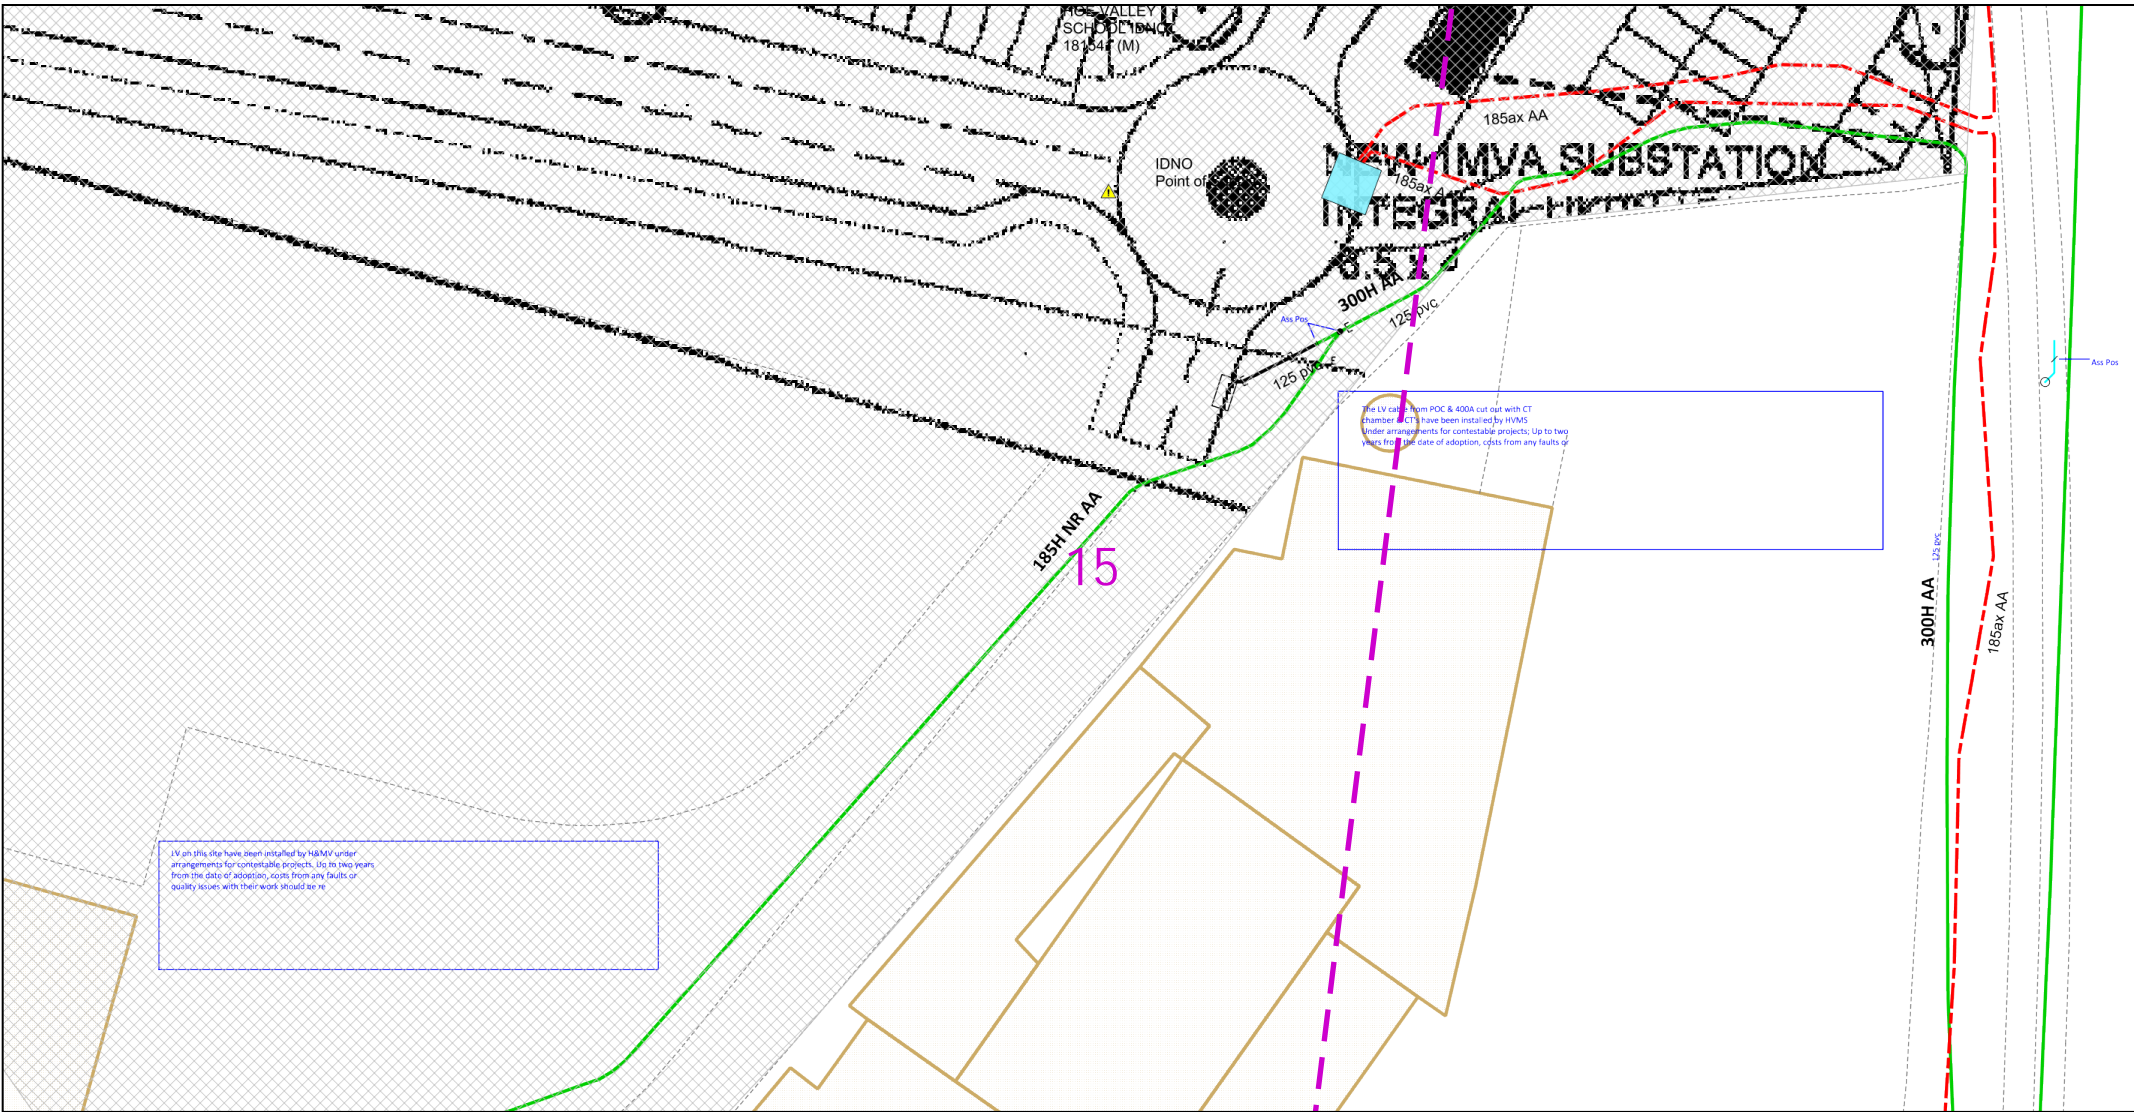 HOE VALLEY
SCHOOL IDNO
(M)
185ax AA
IDNO
Point of
NEW 1MVA SUBSTATION
185ax A
INTEGRAL
300H AA
125 pvc
Ass Pos
E
125 pvc E
Ass Pos
The LV cable from POC & 400A cut out with CT
chamber & CT's have been installed by HVMS
Under arrangements for contestable projects; Up to two
years from the date of adoption, costs from any faults or
185H NR AA
15
125 pvc
300H AA
185ax AA
LV on this site have been installed by H&MV under
arrangements for contestable projects. Up to two years
from the date of adoption, costs from any faults or
quality issues with their work should be re